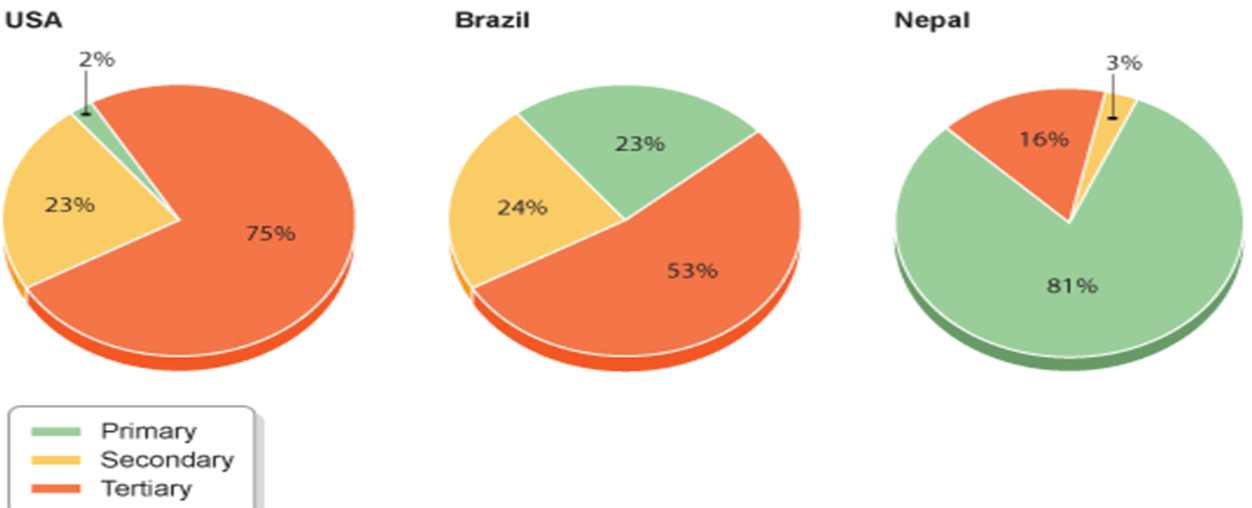 USA
2%
23%
75%
Brazil
23%
24%
53%
Nepal
3%
16%
81%
Primary
Secondary
Tertiary